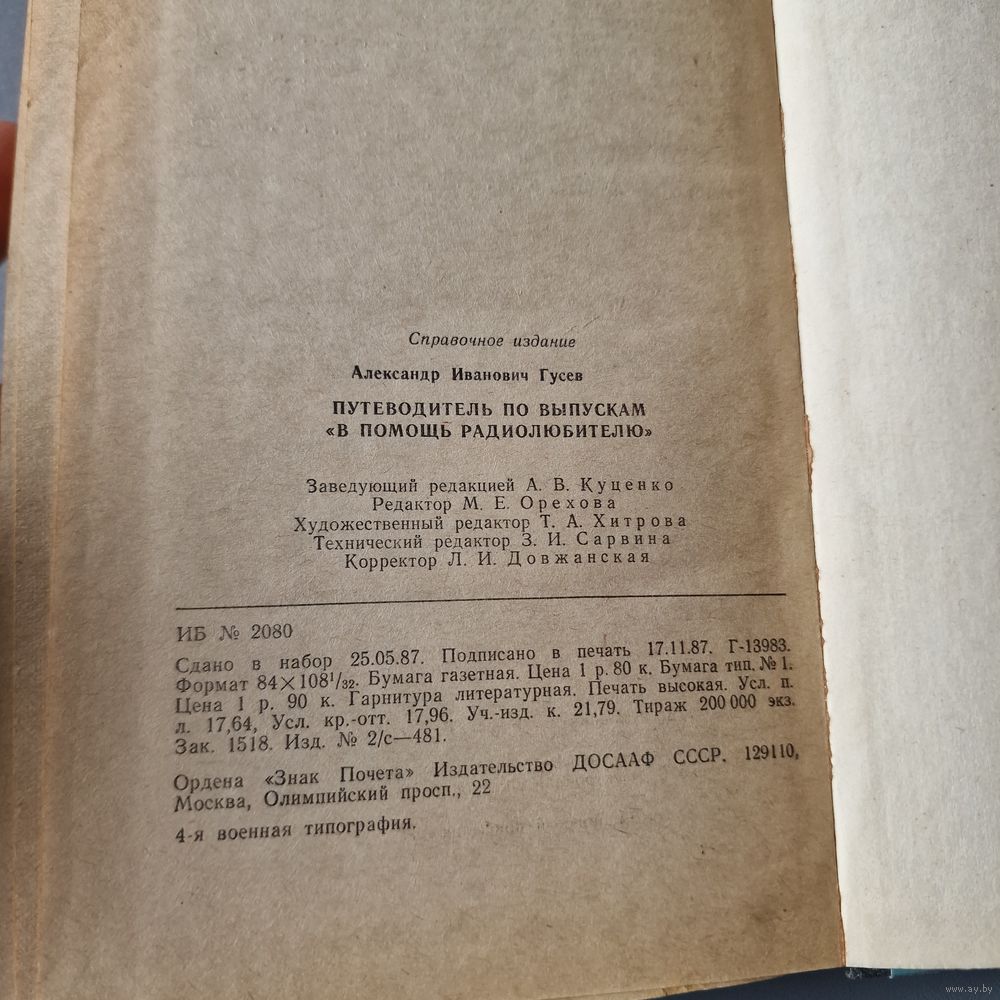 Справочное издание
Александр Иванович Гусев
ПУТЕВОДИТЕЛЬ ПО ВЫПУСКАМ
«В ПОМОЩЬ РАДИОЛЮБИТЕЛЮ»
Заведующий редакцией А. В. Куценко
Редактор М. Е. Орехова
Художественный редактор Т. А. Хитрова
Технический редактор З. И. Сарвина
Корректор Л. И. Довжанская
ИБ № 2080
Сдано в набор 25.05.87. Подписано в печать 17.11.87. Г-13983.
Формат 84×108¹/₃₂. Бумага газетная. Цена 1 р. 80 к. Бумага тип. № 1.
Цена 1 р. 90 к. Гарнитура литературная. Печать высокая. Усл. п.
л. 17,64, Усл. кр.-отт. 17,96. Уч.-изд. к. 21,79. Тираж 200 000 экз.
Зак. 1518. Изд. № 2/с—481.
Ордена «Знак Почета» Издательство ДОСААФ СССР. 129110,
Москва, Олимпийский просп., 22
4-я военная типография.
www.ay.by